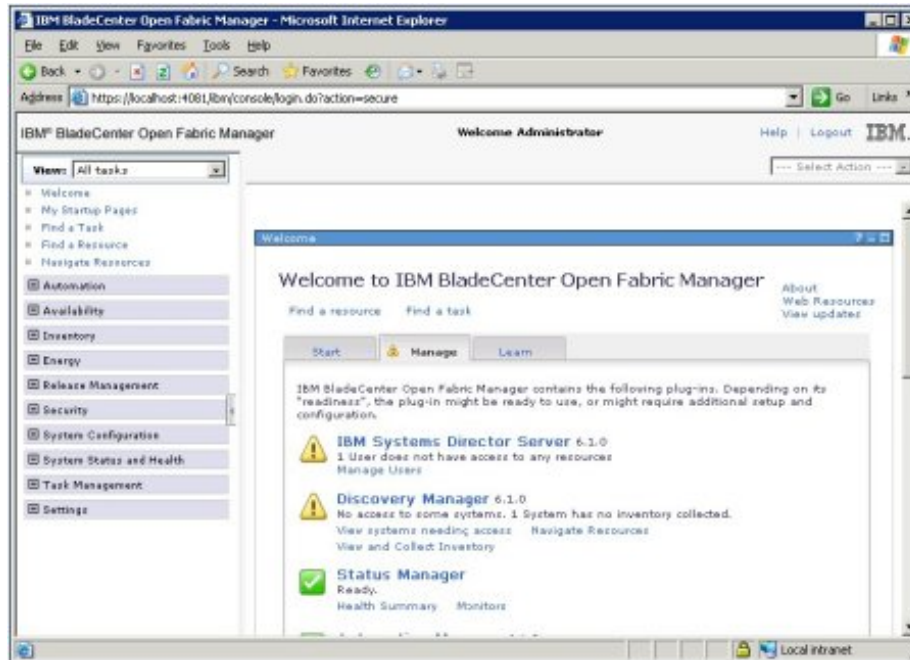 IBM BladeCenter Open Fabric Manager - Microsoft Internet Explorer
File Edit View Favorites Tools Help
Back Search Favorites
Address https://localhost:4081/ibm/console/login.do?action=secure Go Links
IBM® BladeCenter Open Fabric Manager Welcome Administrator Help | Logout IBM.
View: All tasks --- Select Action ---
Welcome
My Startup Pages
Find a Task
Find a Resource
Navigate Resources
Automation
Availability
Inventory
Energy
Release Management
Security
System Configuration
System Status and Health
Task Management
Settings
Welcome
Welcome to IBM BladeCenter Open Fabric Manager
About
Web Resources
View updates
Find a resource Find a task
Start Manage Learn
IBM BladeCenter Open Fabric Manager contains the following plug-ins. Depending on its
"readiness", the plug-in might be ready to use, or might require additional setup and
configuration.
IBM Systems Director Server 6.1.0
1 User does not have access to any resources
Manage Users
Discovery Manager 6.1.0
No access to some systems. 1 System has no inventory collected.
View systems needing access Navigate Resources
View and Collect Inventory
Status Manager
Ready.
Health Summary Monitors
Local intranet